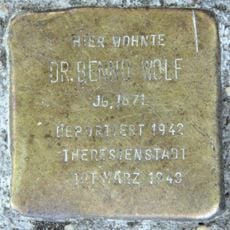 HIER WOHNTE
DR. BENNO WOLF
JG. 1871
DEPORTIERT 1942
THERESIENSTADT
TOT MÄRZ 1943